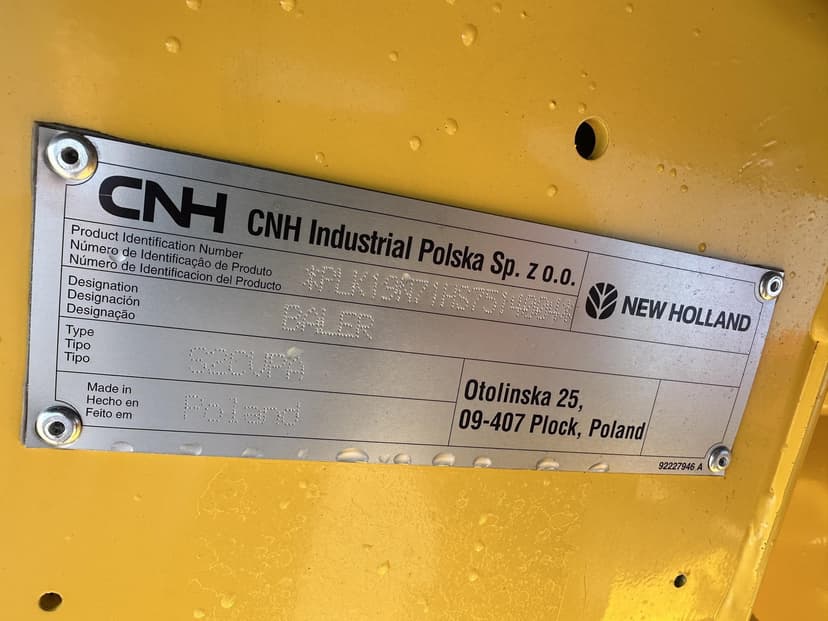 CNH CNH Industrial Polska Sp. z o.o.
Product Identification Number
Número de Identificação de Produto
Número de Identificacion del Producto
NEW HOLLAND
Designation
Designación
Designação
BALER
Type
Tipo
Tipo
S2CVPA
Made in
Hecho en
Feito em
Poland
Otolinska 25,
09-407 Plock, Poland
92227946 A